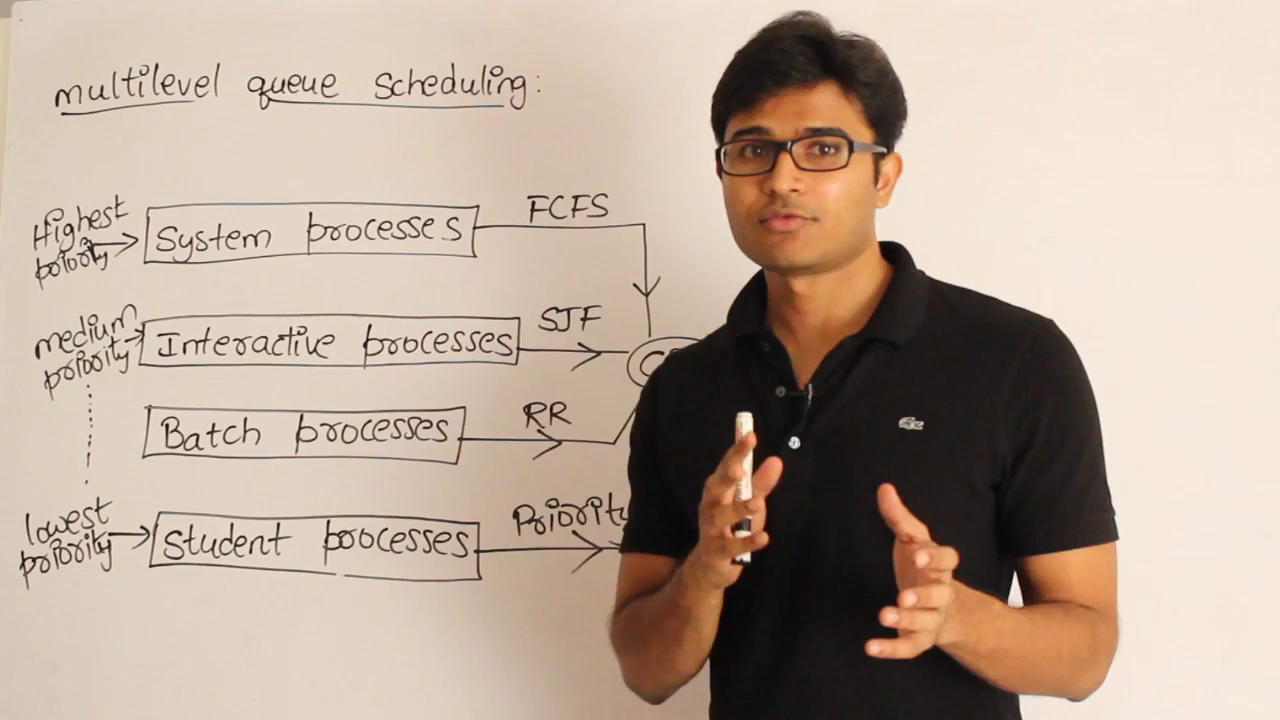 multilevel queue scheduling:
Highest
priority
System processes
FCFS
medium
priority
Interactive processes
SJF
Batch processes
RR
lowest
priority
Student processes
Priority